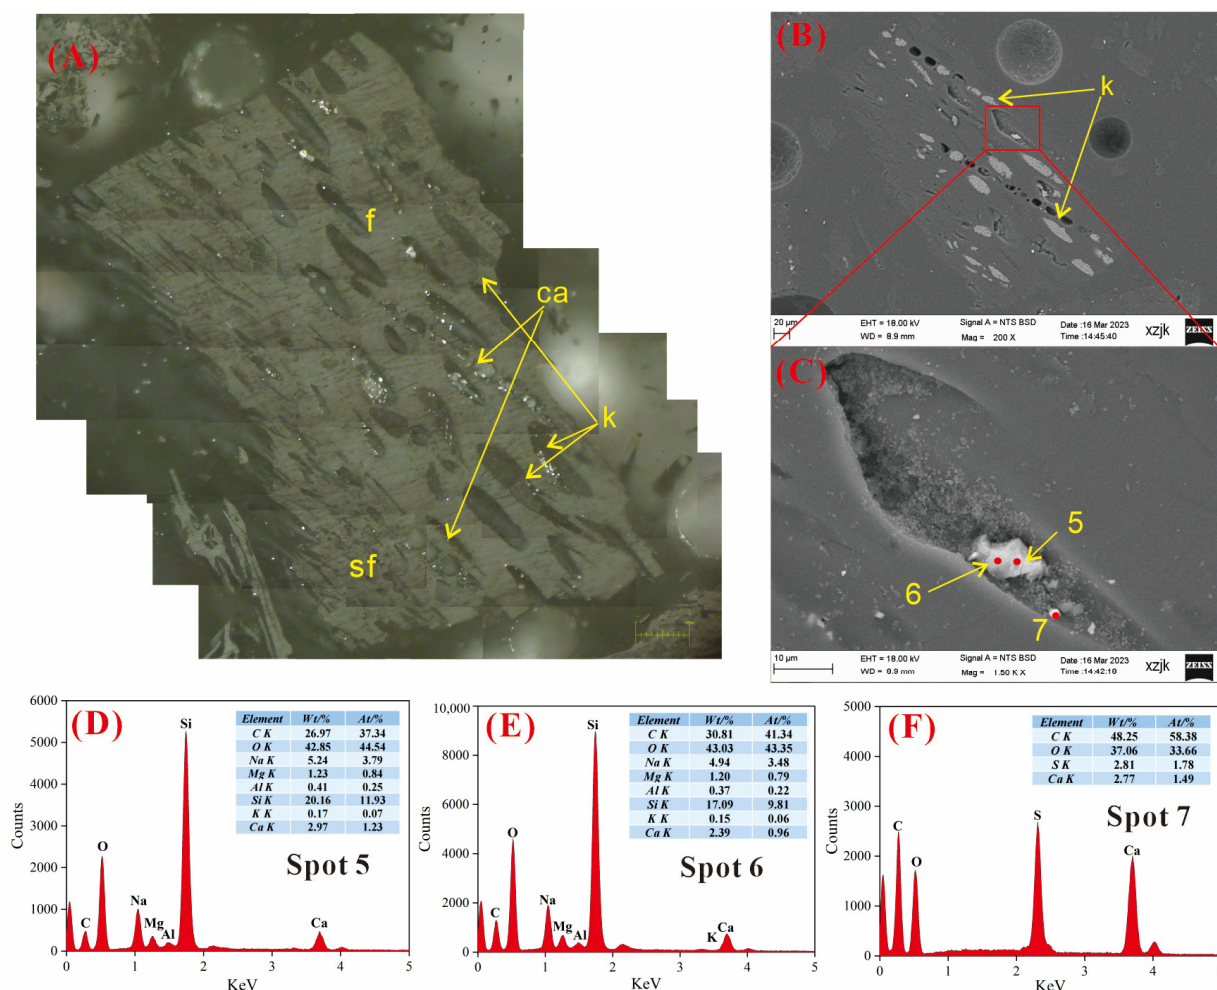 (A)
f
ca
k
sf
(B)
k
20 µm
EHT = 18.00 kV
WD = 8.9 mm
Signal A = NTS BSD
Mag = 200 X
Date :16 Mar 2023
Time :14:45:40
xzjk
ZEISS
(C)
5
6
7
10 µm
EHT = 18.00 kV
WD = 9.9 mm
Signal A = NTS BSD
Mag = 1.50 K X
Date :16 Mar 2023
Time :14:42:10
xzjk
ZEISS
(D)
Counts
6000
5000
4000
3000
2000
1000
0
Element Wt/% At/%
C K 26.97 37.34
O K 42.85 44.54
Na K 5.24 3.79
Mg K 1.23 0.84
Al K 0.41 0.25
Si K 20.16 11.93
K K 0.17 0.07
Ca K 2.97 1.23
Spot 5
C
O
Na
Mg
Al
Si
Ca
0 1 2 3 4 5
KeV
(E)
Counts
10,000
8000
6000
4000
2000
0
Element Wt/% At/%
C K 30.81 41.34
O K 43.03 43.35
Na K 4.94 3.48
Mg K 1.20 0.79
Al K 0.37 0.22
Si K 17.09 9.81
K K 0.15 0.06
Ca K 2.39 0.96
Spot 6
C
O
Na
Mg
Al
Si
K
Ca
0 1 2 3 4 5
KeV
(F)
Counts
5000
4000
3000
2000
1000
0
Element Wt/% At/%
C K 48.25 58.38
O K 37.06 33.66
S K 2.81 1.78
Ca K 2.77 1.49
Spot 7
C
O
S
Ca
0 1 2 3 4
KeV